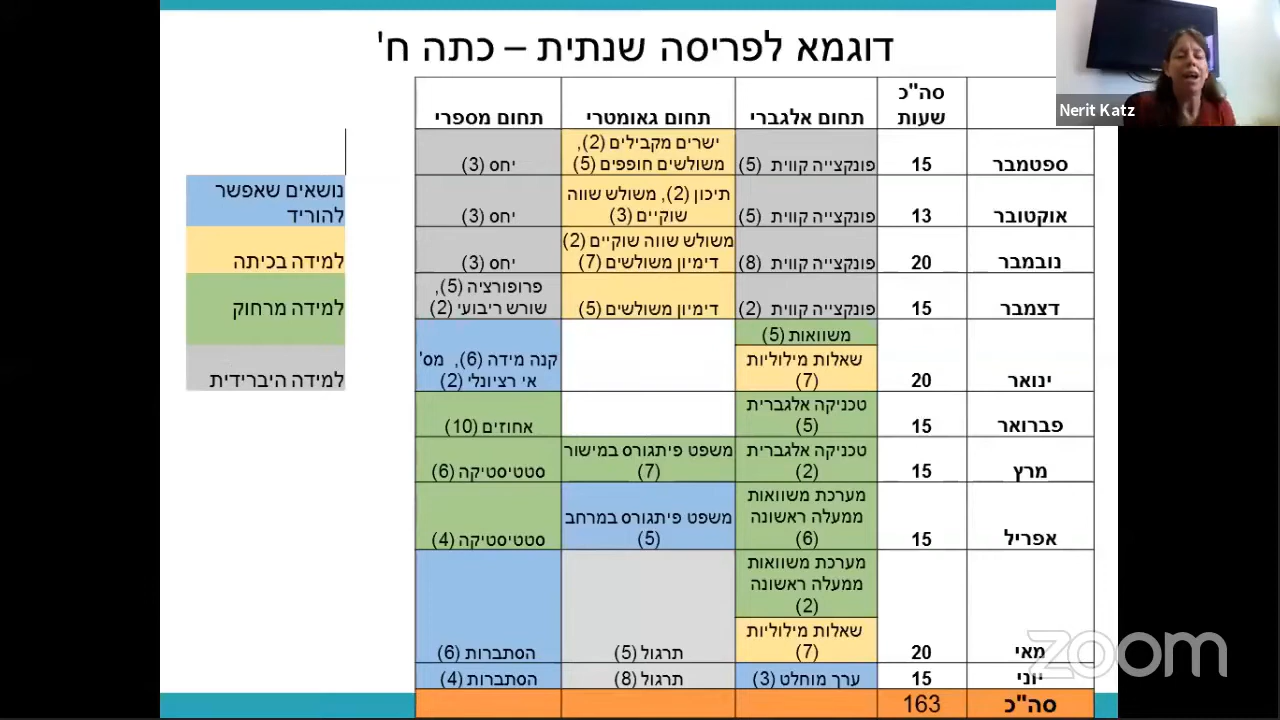 דוגמא לפריסה שנתית – כתה ח'
Nerit Katz
סה"כ שעות תחום אלגברי תחום גאומטרי תחום מספרי
ספטמבר 15 פונקצייה קווית (5) ישרים מקבילים (2), משולשים חופפים (5) יחס (3)
אוקטובר 13 פונקצייה קווית (5) תיכון (2), משולש שווה שוקיים (3) יחס (3)
נובמבר 20 פונקצייה קווית (8) משולש שווה שוקיים (2) דימיון משולשים (7) יחס (3)
דצמבר 15 פונקצייה קווית (2) דימיון משולשים (5) פרופורציה (5), שורש ריבועי (2)
ינואר 20 משוואות (5) שאלות מילוליות (7) קנה מידה (6), מס' אי רציונלי (2)
פברואר 15 טכניקה אלגברית (5) אחוזים (10)
מרץ 15 טכניקה אלגברית (2) משפט פיתגורס במישור (7) סטטיסטיקה (6)
אפריל 15 מערכת משוואות ממעלה ראשונה (6) משפט פיתגורס במרחב (5) סטטיסטיקה (4)
מאי 20 מערכת משוואות ממעלה ראשונה (2) שאלות מילוליות (7) תרגול (5) הסתברות (6)
יוני 15 ערך מוחלט (3) תרגול (8) הסתברות (4)
סה"כ 163
נושאים שאפשר
להוריד
למידה בכיתה
למידה מרחוק
למידה היברידית
zoom